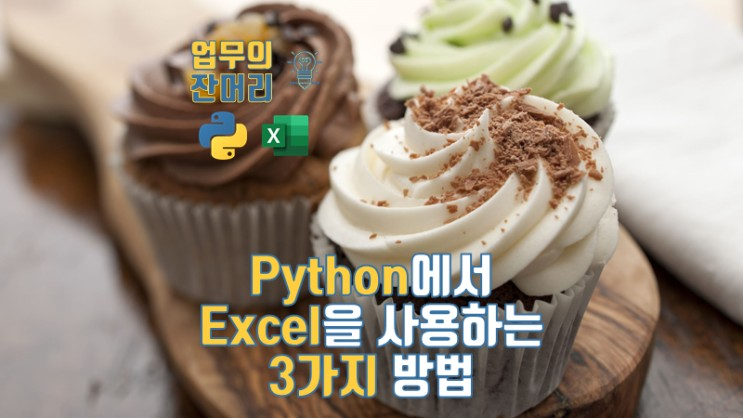 업무의
잔머리
X
Python에서
Excel을 사용하는
3가지 방법